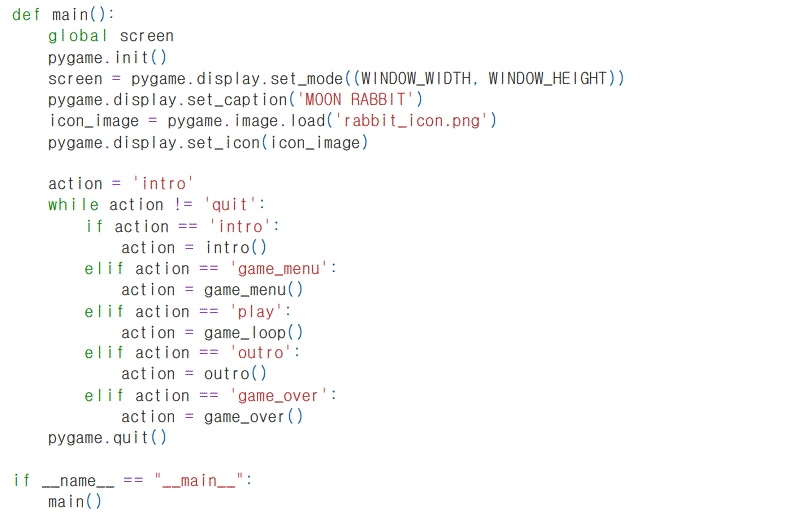 def main():
    global screen
    pygame.init()
    screen = pygame.display.set_mode((WINDOW_WIDTH, WINDOW_HEIGHT))
    pygame.display.set_caption('MOON RABBIT')
    icon_image = pygame.image.load('rabbit_icon.png')
    pygame.display.set_icon(icon_image)

    action = 'intro'
    while action != 'quit':
        if action == 'intro':
            action = intro()
        elif action == 'game_menu':
            action = game_menu()
        elif action == 'play':
            action = game_loop()
        elif action == 'outro':
            action = outro()
        elif action == 'game_over':
            action = game_over()
    pygame.quit()

if __name__ == "__main__":
    main()